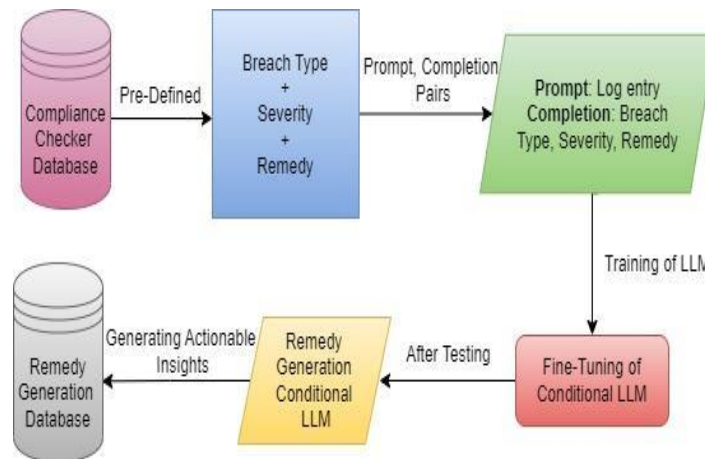 Compliance
Checker
Database
Pre-Defined
Breach Type
+
Severity
+
Remedy
Prompt, Completion
Pairs
Prompt: Log entry
Completion: Breach
Type, Severity, Remedy
Training of LLM
Fine-Tuning of
Conditional LLM
After Testing
Remedy
Generation
Conditional
LLM
Generating Actionable
Insights
Remedy
Generation
Database